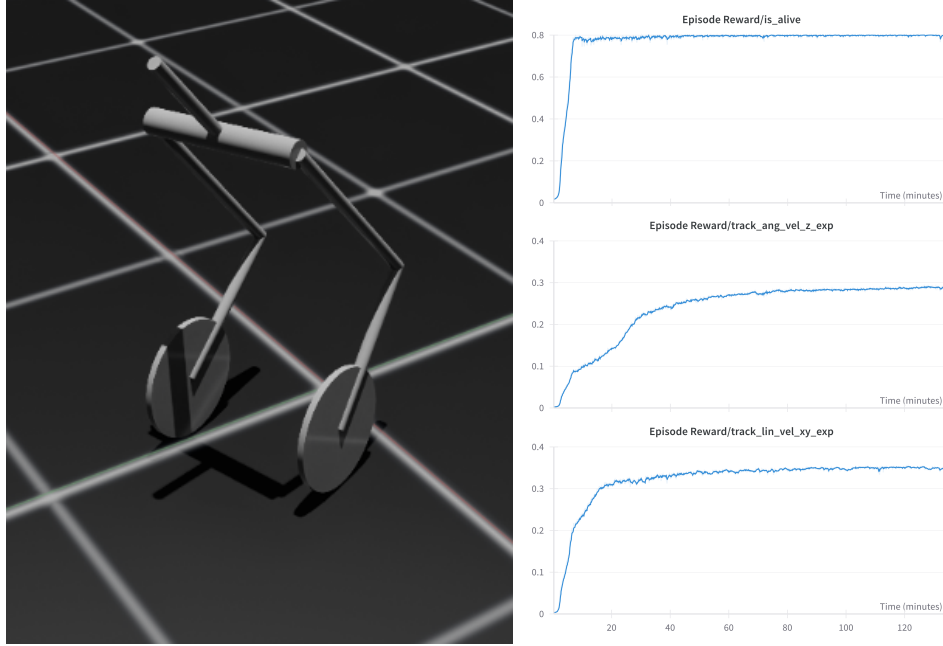 Episode Reward/is_alive
0.8
0.6
0.4
0.2
0
Time (minutes)
Episode Reward/track_ang_vel_z_exp
0.4
0.3
0.2
0.1
0
Time (minutes)
Episode Reward/track_lin_vel_xy_exp
0.4
0.3
0.2
0.1
0
Time (minutes)
20 40 60 80 100 120